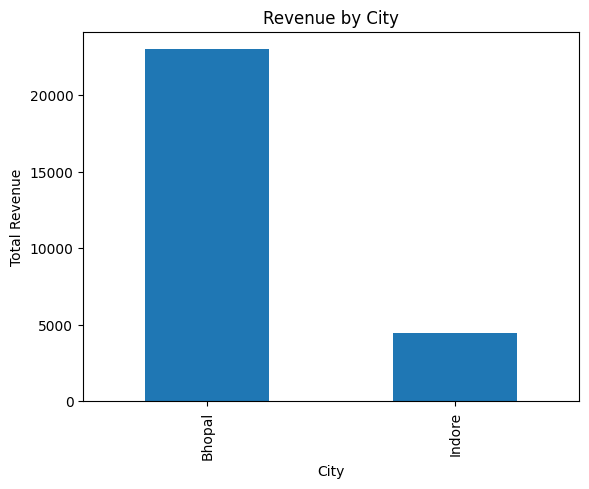 Revenue by City
Total Revenue
20000
15000
10000
5000
0
Bhopal
Indore
City